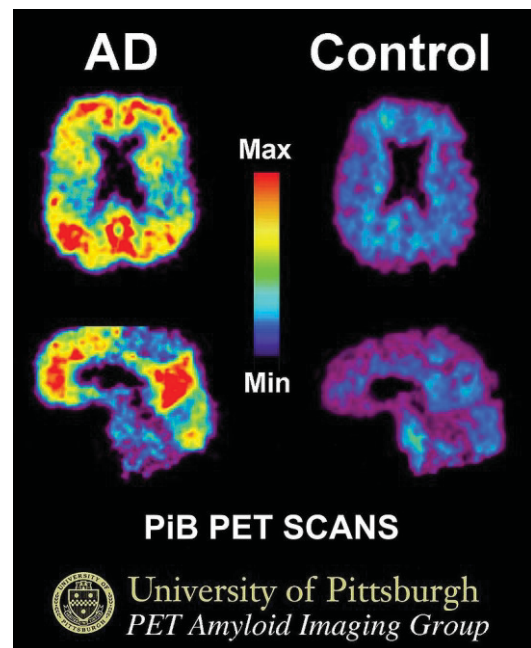 AD Control
Max
Min
PiB PET SCANS
University of Pittsburgh
PET Amyloid Imaging Group